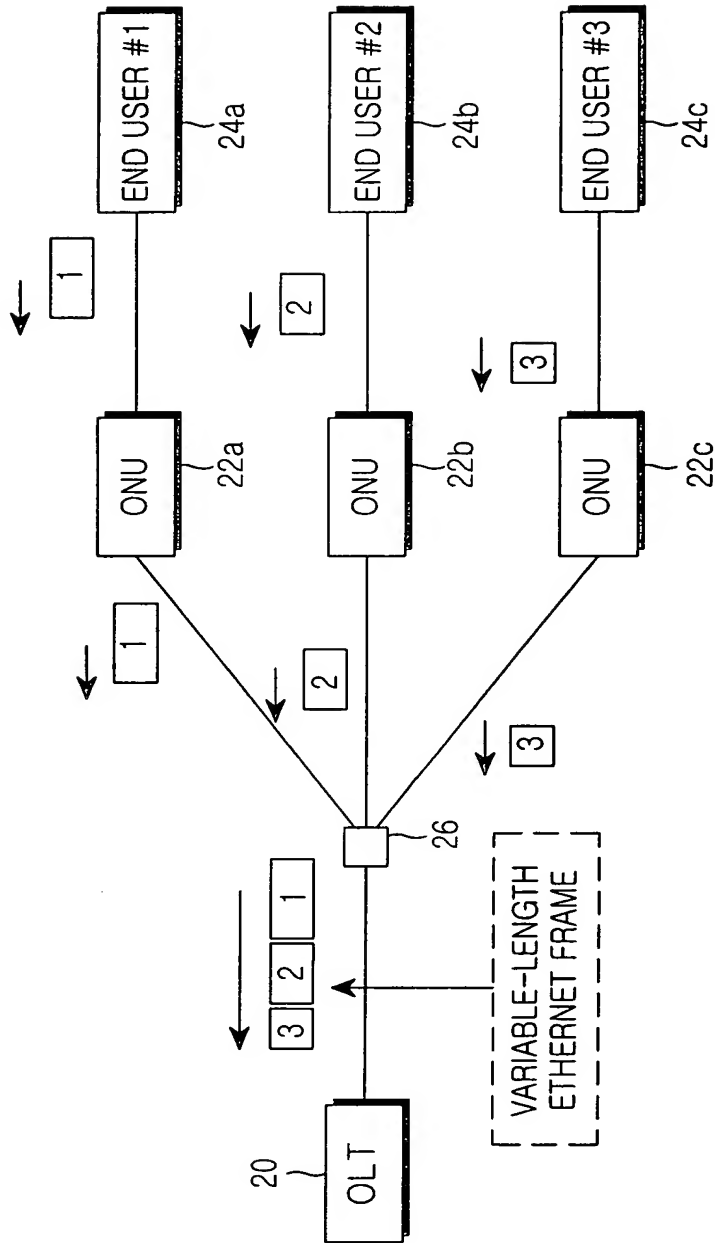 END USER #1
24a
1
ONU
22a
1
END USER #2
24b
2
ONU
22b
2
END USER #3
24c
3
ONU
22c
3
26
3
2
1
VARIABLE-LENGTH
ETHERNET FRAME
20
OLT